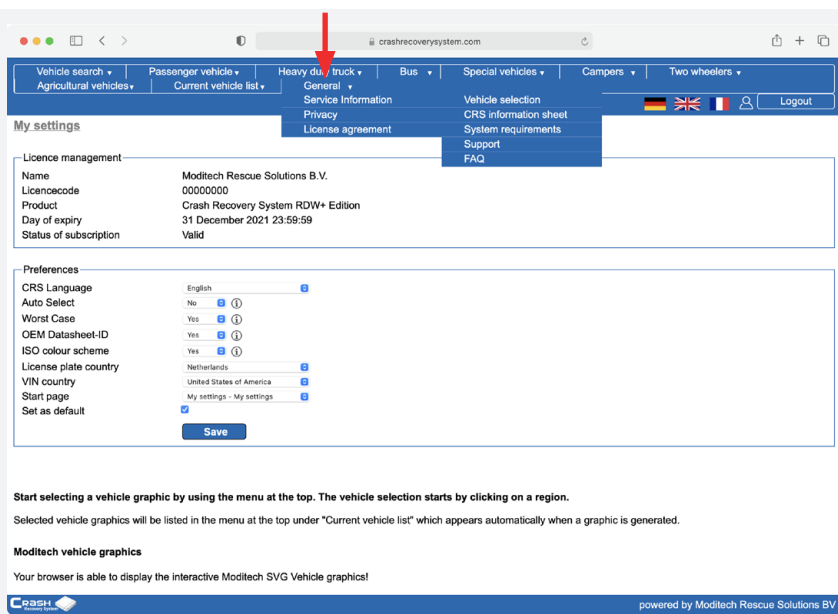 crashrecoverysystem.com
Vehicle search ▾ Passenger vehicle ▾ Heavy duty truck ▾ Bus ▾ Special vehicles ▾ Campers ▾ Two wheelers ▾
Agricultural vehicles ▾ Current vehicle list ▾ General ▾
Service Information Vehicle selection
Privacy CRS information sheet
License agreement System requirements
Support
FAQ
Logout
My settings
Licence management
Name Moditech Rescue Solutions B.V.
Licencecode 00000000
Product Crash Recovery System RDW+ Edition
Day of expiry 31 December 2021 23:59:59
Status of subscription Valid
Preferences
CRS Language English
Auto Select No
Worst Case Yes
OEM Datasheet-ID Yes
ISO colour scheme Yes
License plate country Netherlands
VIN country United States of America
Start page My settings - My settings
Set as default
Save
Start selecting a vehicle graphic by using the menu at the top. The vehicle selection starts by clicking on a region.
Selected vehicle graphics will be listed in the menu at the top under "Current vehicle list" which appears automatically when a graphic is generated.
Moditech vehicle graphics
Your browser is able to display the interactive Moditech SVG Vehicle graphics!
Crash Recovery System powered by Moditech Rescue Solutions BV